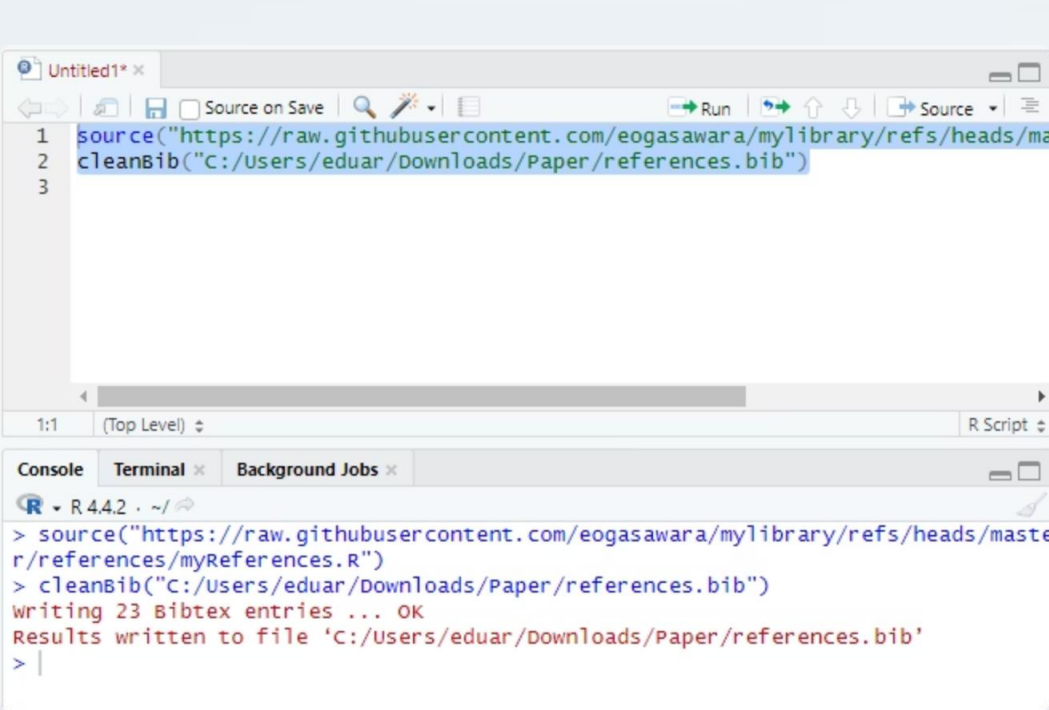 Untitled1*
Source on Save Run Source
1 source("https://raw.githubusercontent.com/eogasawara/mylibrary/refs/heads/ma
2 cleanBib("C:/Users/eduar/Downloads/Paper/references.bib")
3
1:1 (Top Level) R Script
Console Terminal Background Jobs
R R 4.4.2 · ~/
> source("https://raw.githubusercontent.com/eogasawara/mylibrary/refs/heads/maste
r/references/myReferences.R")
> cleanBib("C:/Users/eduar/Downloads/Paper/references.bib")
Writing 23 Bibtex entries ... OK
Results written to file ‘C:/Users/eduar/Downloads/Paper/references.bib’
>